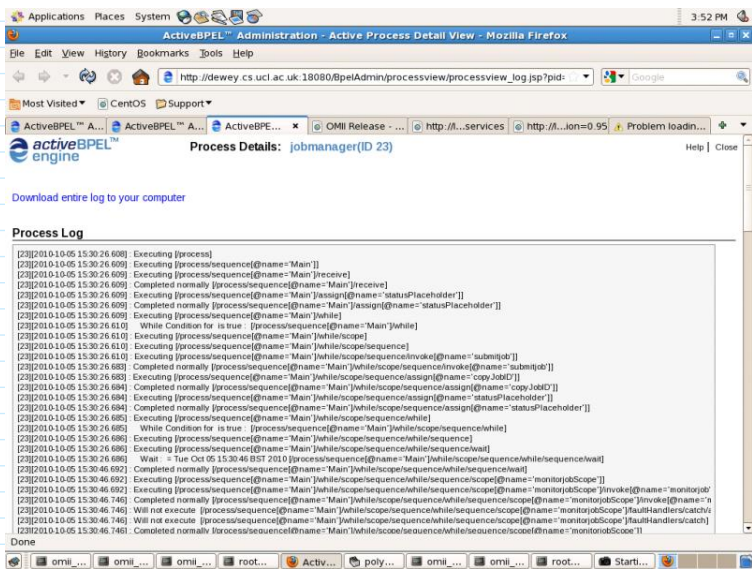 Applications Places System 3:52 PM
ActiveBPEL™ Administration - Active Process Detail View - Mozilla Firefox
File Edit View History Bookmarks Tools Help
http://dewey.cs.ucl.ac.uk:18080/BpelAdmin/processview/processview_log.jsp?pid= Google
Most Visited CentOS Support
ActiveBPEL™ A... ActiveBPEL™ A... ActiveBPE... OMII Release - ... http://l...services http://l...ion=0.95 Problem loadin...
activeBPEL™ engine Process Details: jobmanager(ID 23) Help | Close
Download entire log to your computer
Process Log
[23][2010-10-05 15:30:26.608] : Executing [/process]
[23][2010-10-05 15:30:26.609] : Executing [/process/sequence[@name='Main']]
[23][2010-10-05 15:30:26.609] : Executing [/process/sequence[@name='Main']/receive]
[23][2010-10-05 15:30:26.609] : Completed normally [/process/sequence[@name='Main']/receive]
[23][2010-10-05 15:30:26.609] : Executing [/process/sequence[@name='Main']/assign[@name='statusPlaceholder']]
[23][2010-10-05 15:30:26.609] : Completed normally [/process/sequence[@name='Main']/assign[@name='statusPlaceholder']]
[23][2010-10-05 15:30:26.609] : Executing [/process/sequence[@name='Main']/while]
[23][2010-10-05 15:30:26.610] While Condition for is true : [/process/sequence[@name='Main']/while]
[23][2010-10-05 15:30:26.610] : Executing [/process/sequence[@name='Main']/while/scope]
[23][2010-10-05 15:30:26.610] : Executing [/process/sequence[@name='Main']/while/scope/sequence]
[23][2010-10-05 15:30:26.610] : Executing [/process/sequence[@name='Main']/while/scope/sequence/invoke[@name='submitjob']]
[23][2010-10-05 15:30:26.683] : Completed normally [/process/sequence[@name='Main']/while/scope/sequence/invoke[@name='submitjob']]
[23][2010-10-05 15:30:26.683] : Executing [/process/sequence[@name='Main']/while/scope/sequence/assign[@name='copyJobID']]
[23][2010-10-05 15:30:26.684] : Completed normally [/process/sequence[@name='Main']/while/scope/sequence/assign[@name='copyJobID']]
[23][2010-10-05 15:30:26.684] : Executing [/process/sequence[@name='Main']/while/scope/sequence/assign[@name='statusPlaceholder']]
[23][2010-10-05 15:30:26.684] : Completed normally [/process/sequence[@name='Main']/while/scope/sequence/assign[@name='statusPlaceholder']]
[23][2010-10-05 15:30:26.685] : Executing [/process/sequence[@name='Main']/while/scope/sequence/while]
[23][2010-10-05 15:30:26.685] While Condition for is true : [/process/sequence[@name='Main']/while/scope/sequence/while]
[23][2010-10-05 15:30:26.686] : Executing [/process/sequence[@name='Main']/while/scope/sequence/while/sequence]
[23][2010-10-05 15:30:26.686] : Executing [/process/sequence[@name='Main']/while/scope/sequence/while/sequence/wait]
[23][2010-10-05 15:30:26.686] Wait : = Tue Oct 05 15:30:46 BST 2010 [/process/sequence[@name='Main']/while/scope/sequence/while/sequence/wait]
[23][2010-10-05 15:30:46.692] : Completed normally [/process/sequence[@name='Main']/while/scope/sequence/while/sequence/wait]
[23][2010-10-05 15:30:46.692] : Executing [/process/sequence[@name='Main']/while/scope/sequence/while/sequence/scope[@name='monitorjobScope']]
[23][2010-10-05 15:30:46.692] : Executing [/process/sequence[@name='Main']/while/scope/sequence/while/sequence/scope[@name='monitorjobScope']/invoke[@name='monitorjob'
[23][2010-10-05 15:30:46.746] : Completed normally [/process/sequence[@name='Main']/while/scope/sequence/while/sequence/scope[@name='monitorjobScope']/invoke[@name='n
[23][2010-10-05 15:30:46.746] : Will not execute [/process/sequence[@name='Main']/while/scope/sequence/while/sequence/scope[@name='monitorjobScope']/faultHandlers/catch/a
[23][2010-10-05 15:30:46.746] : Will not execute [/process/sequence[@name='Main']/while/scope/sequence/while/sequence/scope[@name='monitorjobScope']/faultHandlers/catch]
[23][2010-10-05 15:30:46.746] : Completed normally [/process/sequence[@name='Main']/while/scope/sequence/while/sequence/scope[@name='monitorjobScope']]
Done
omii_... omii_... omii_... root... Activ... poly... omii_... omii_... root... Starti...